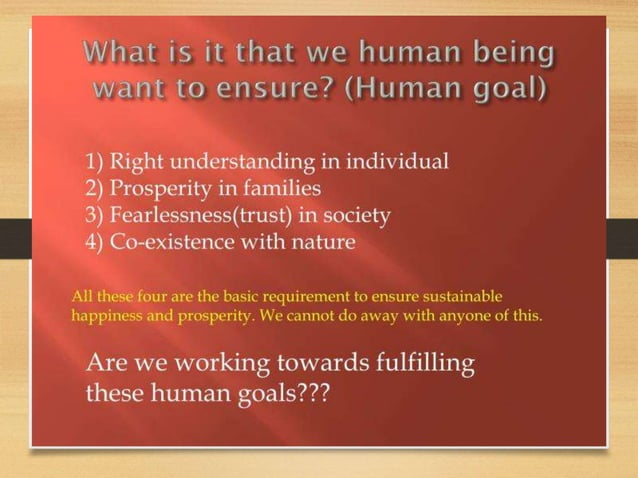 What is it that we human being
want to ensure? (Human goal)
1) Right understanding in individual
2) Prosperity in families
3) Fearlessness(trust) in society
4) Co-existence with nature
All these four are the basic requirement to ensure sustainable
happiness and prosperity. We cannot do away with anyone of this.
Are we working towards fulfilling
these human goals???